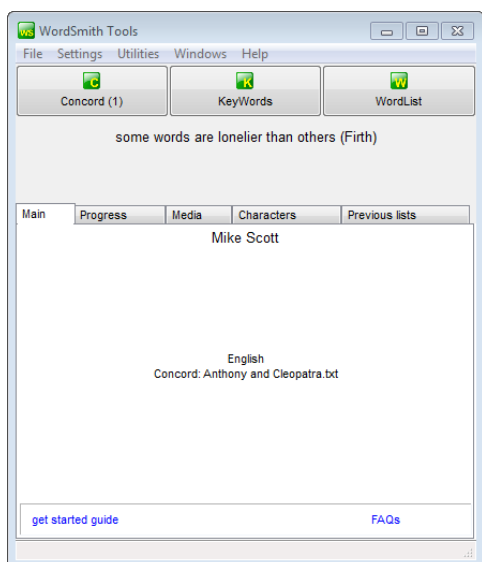 WS WordSmith Tools
File Settings Utilities Windows Help
C K W
Concord (1) KeyWords WordList
some words are lonelier than others (Firth)
Main Progress Media Characters Previous lists
Mike Scott
English
Concord: Anthony and Cleopatra.txt
get started guide FAQs